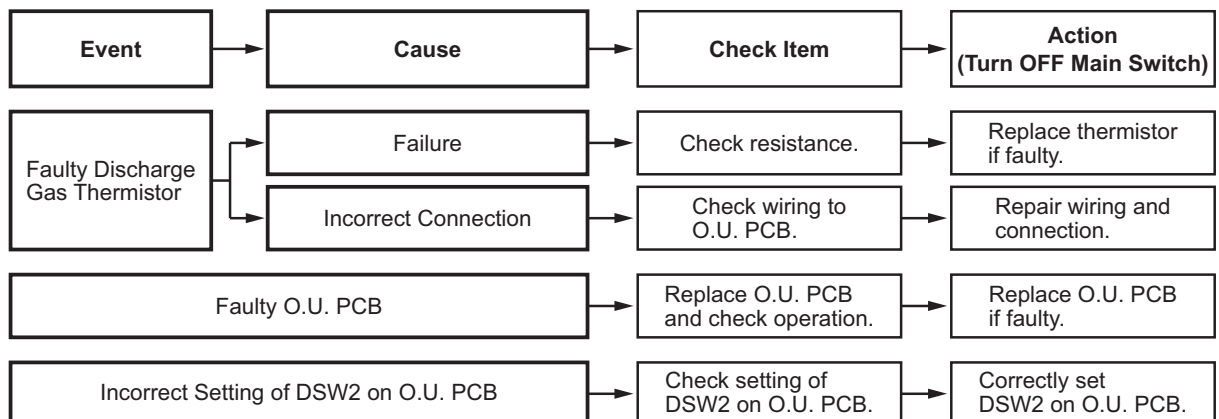 Event
Cause
Check Item
Action
(Turn OFF Main Switch)
Faulty Discharge
Gas Thermistor
Failure
Check resistance.
Replace thermistor
if faulty.
Incorrect Connection
Check wiring to
O.U. PCB.
Repair wiring and
connection.
Faulty O.U. PCB
Replace O.U. PCB
and check operation.
Replace O.U. PCB
if faulty.
Incorrect Setting of DSW2 on O.U. PCB
Check setting of
DSW2 on O.U. PCB.
Correctly set
DSW2 on O.U. PCB.